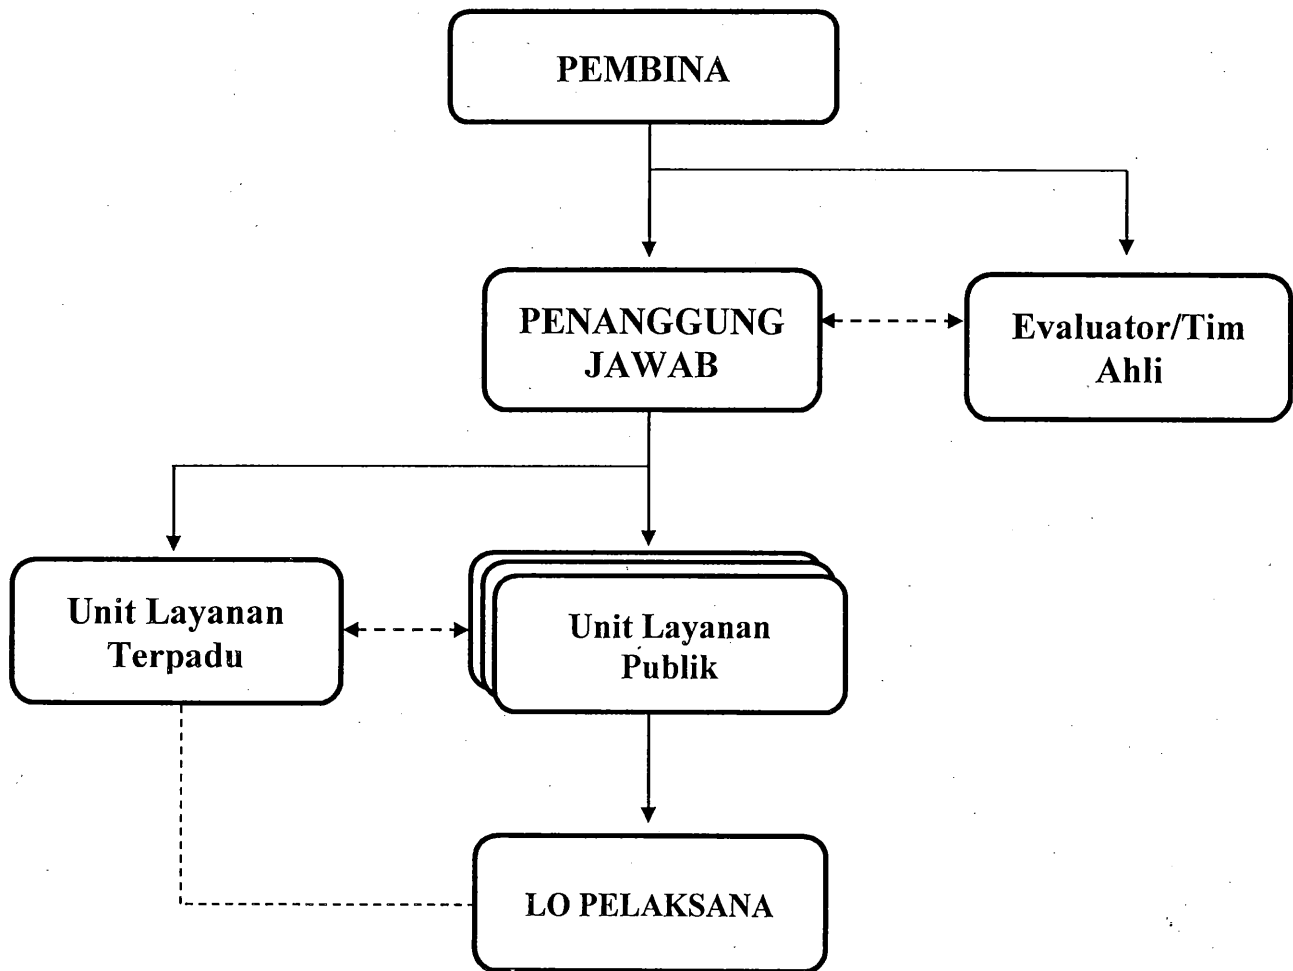 PEMBINA
PENANGGUNG
JAWAB
Evaluator/Tim
Ahli
Unit Layanan
Terpadu
Unit Layanan
Publik
LO PELAKSANA